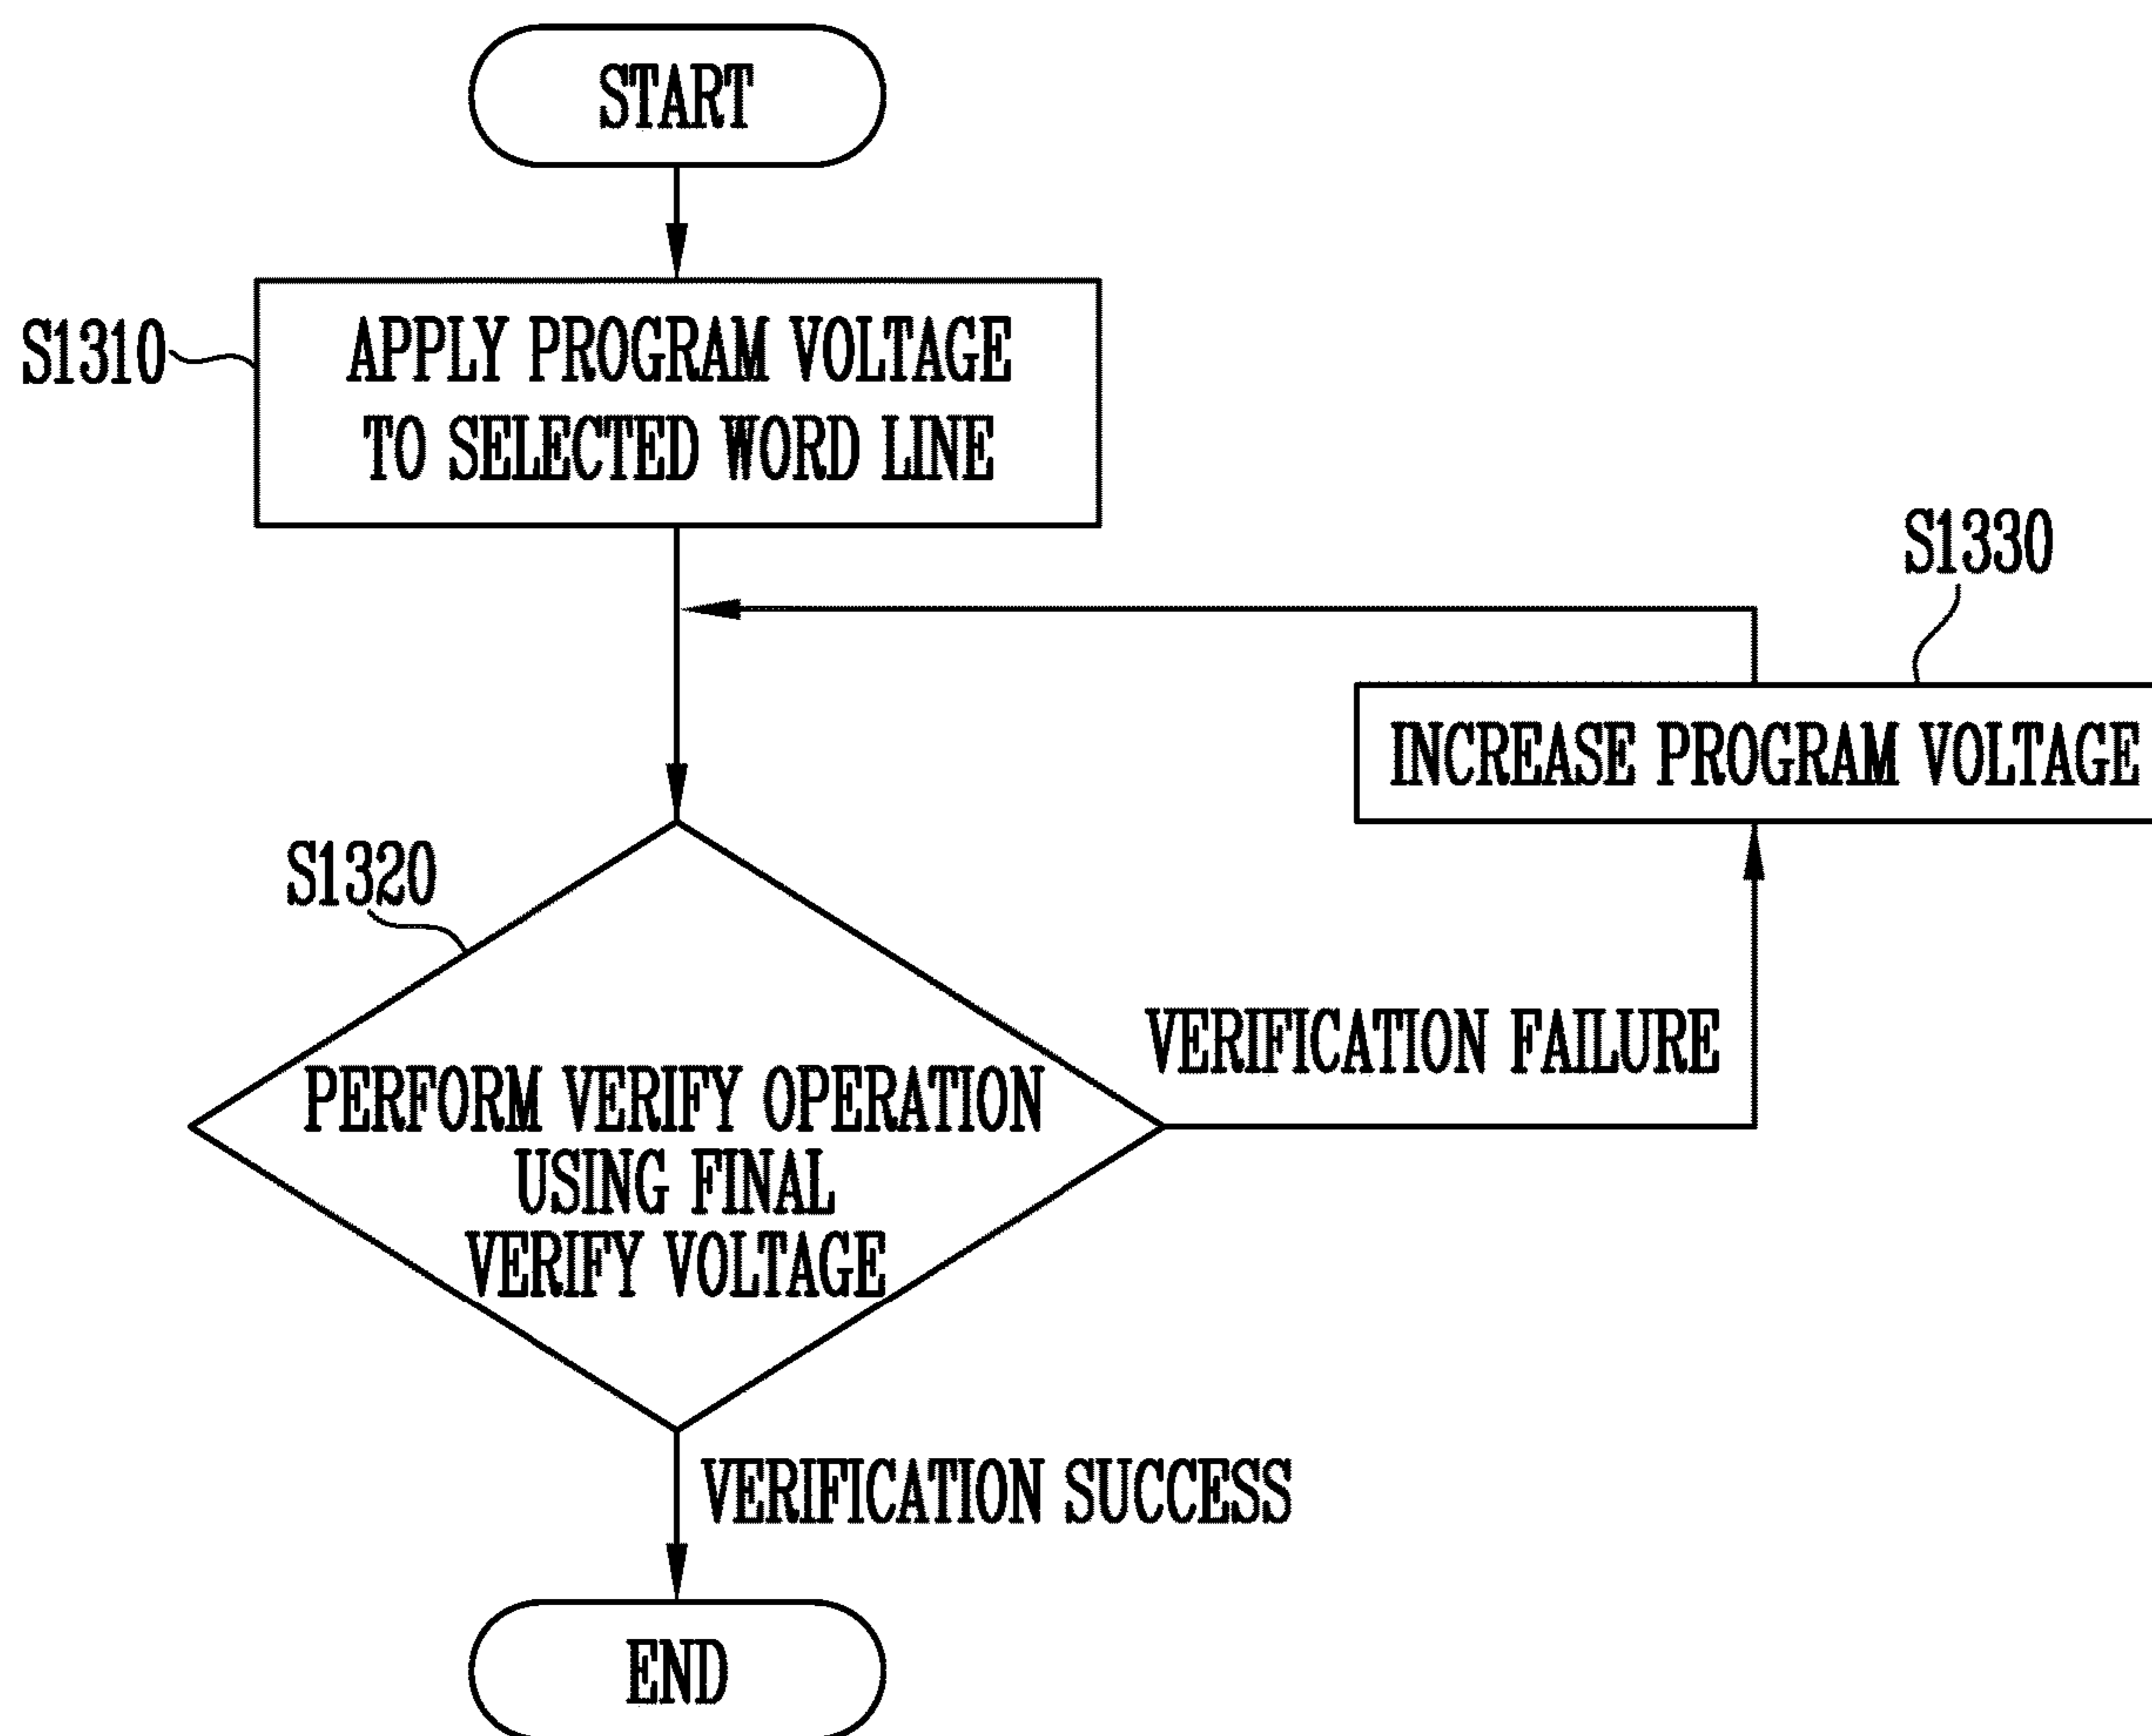 START
S1310
APPLY PROGRAM VOLTAGE
TO SELECTED WORD LINE
S1330
INCREASE PROGRAM VOLTAGE
S1320
VERIFICATION FAILURE
PERFORM VERIFY OPERATION
USING FINAL
VERIFY VOLTAGE
VERIFICATION SUCCESS
END